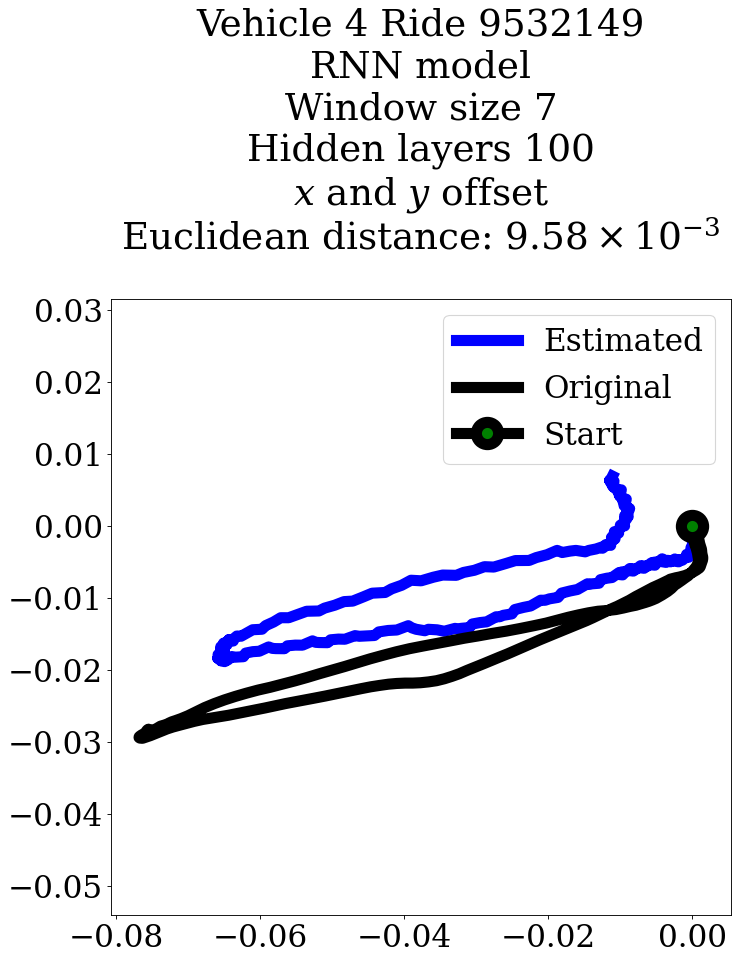 Vehicle 4 Ride 9532149
RNN model
Window size 7
Hidden layers 100
x and y offset
Euclidean distance: 9.58 × 10⁻³
Estimated
Original
Start
0.03
0.02
0.01
0.00
−0.01
−0.02
−0.03
−0.04
−0.05
−0.08 −0.06 −0.04 −0.02 0.00